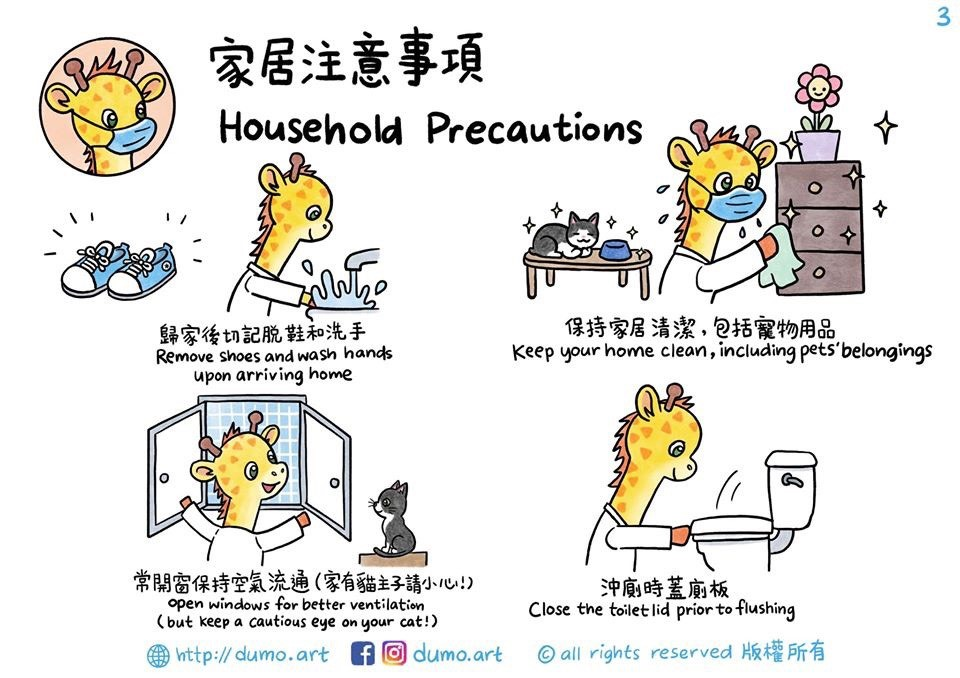 3
家居注意事項
Household Precautions
歸家後切記脫鞋和洗手
Remove shoes and wash hands
upon arriving home
保持家居清潔，包括寵物用品
Keep your home clean, including pets' belongings
常開窗保持空氣流通（家有貓主子請小心！）
open windows for better ventilation
(but keep a cautious eye on your cat!)
沖廁時蓋廁板
Close the toilet lid prior to flushing
http://dumo.art
dumo.art
© all rights reserved 版權所有